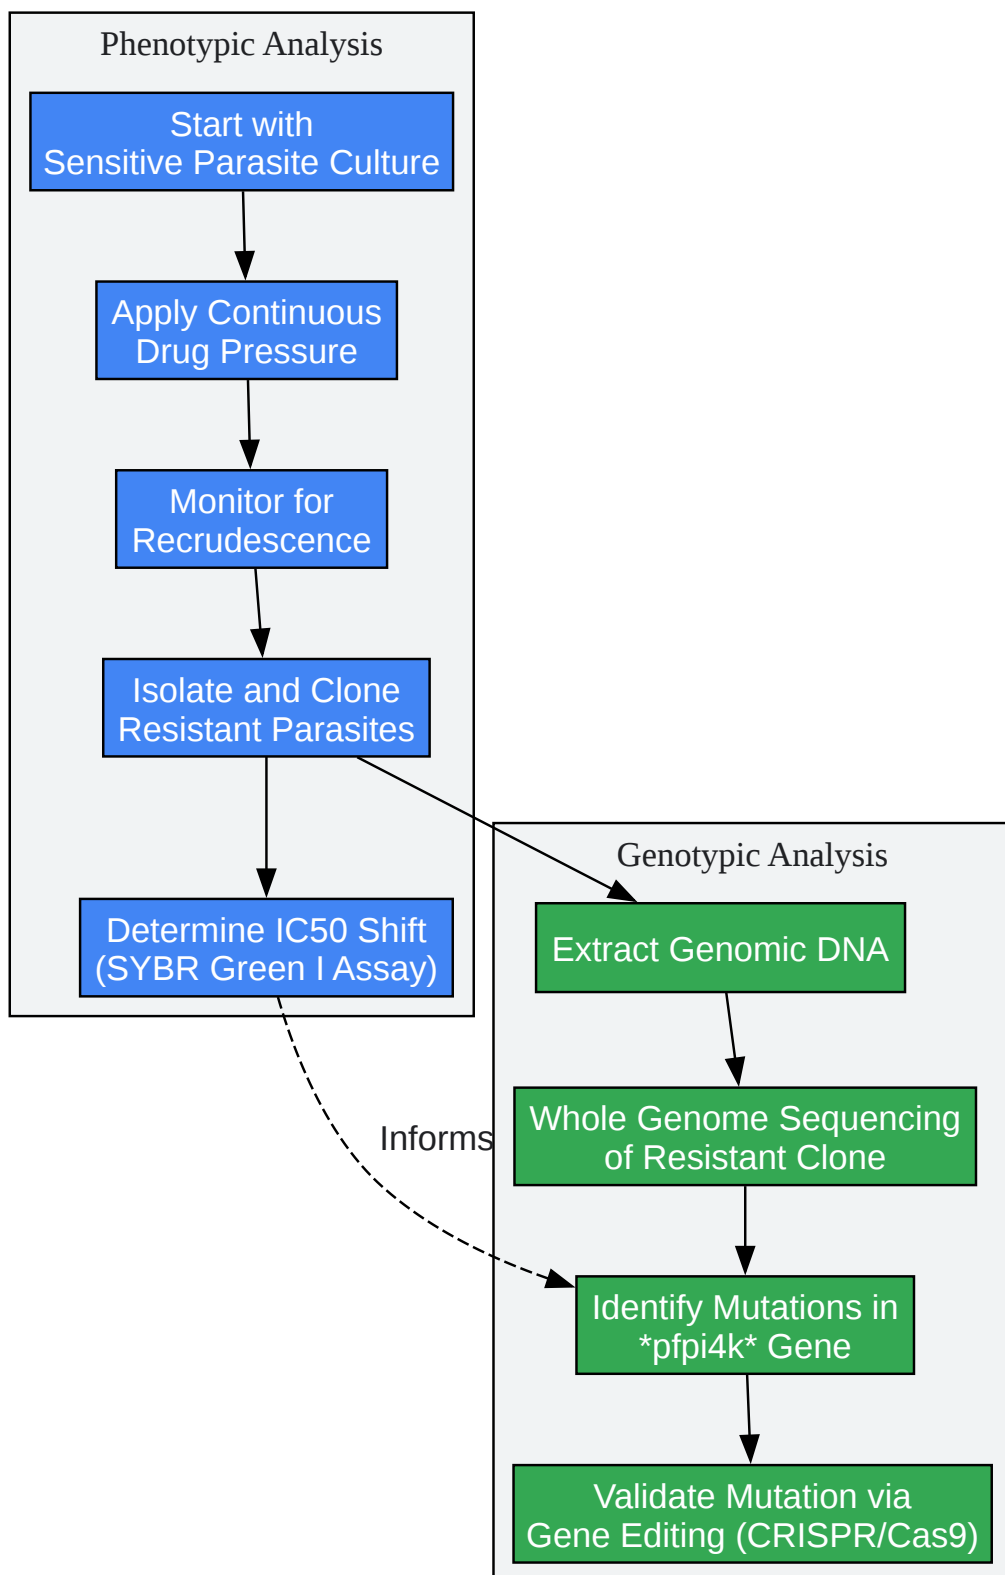 Phenotypic Analysis
Start with
Sensitive Parasite Culture
Apply Continuous
Drug Pressure
Monitor for
Recrudescence
Isolate and Clone
Resistant Parasites
Determine IC50 Shift
(SYBR Green I Assay)
Informs
Genotypic Analysis
Extract Genomic DNA
Whole Genome Sequencing
of Resistant Clone
Identify Mutations in
*pfpi4k* Gene
Validate Mutation via
Gene Editing (CRISPR/Cas9)